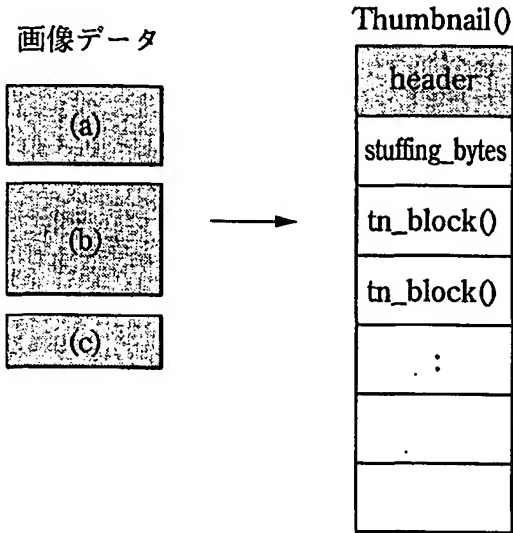 画像データ
(a)
(b)
(c)
Thumbnail()
header
stuffing_bytes
tn_block()
tn_block()
: